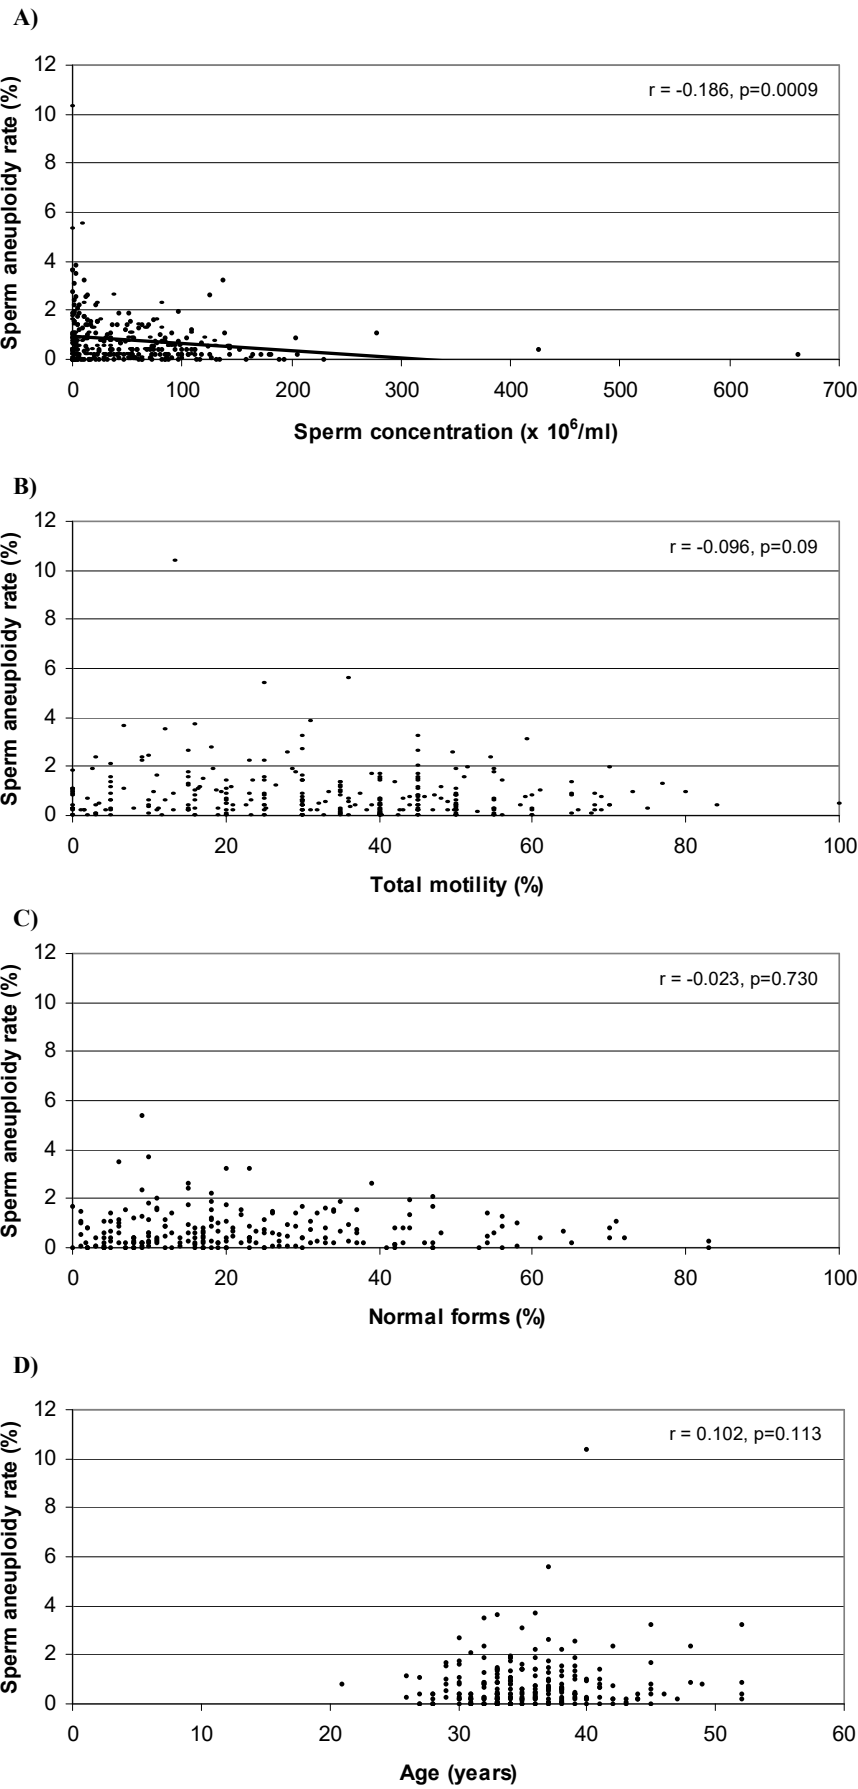 A)
Sperm aneuploidy rate (%)
12
10
8
6
4
2
0
r = -0.186, p=0.0009
0 100 200 300 400 500 600 700
Sperm concentration (x 10⁶/ml)
B)
Sperm aneuploidy rate (%)
12
10
8
6
4
2
0
r = -0.096, p=0.09
0 20 40 60 80 100
Total motility (%)
C)
Sperm aneuploidy rate (%)
12
10
8
6
4
2
0
r = -0.023, p=0.730
0 20 40 60 80 100
Normal forms (%)
D)
Sperm aneuploidy rate (%)
12
10
8
6
4
2
0
r = 0.102, p=0.113
0 10 20 30 40 50 60
Age (years)